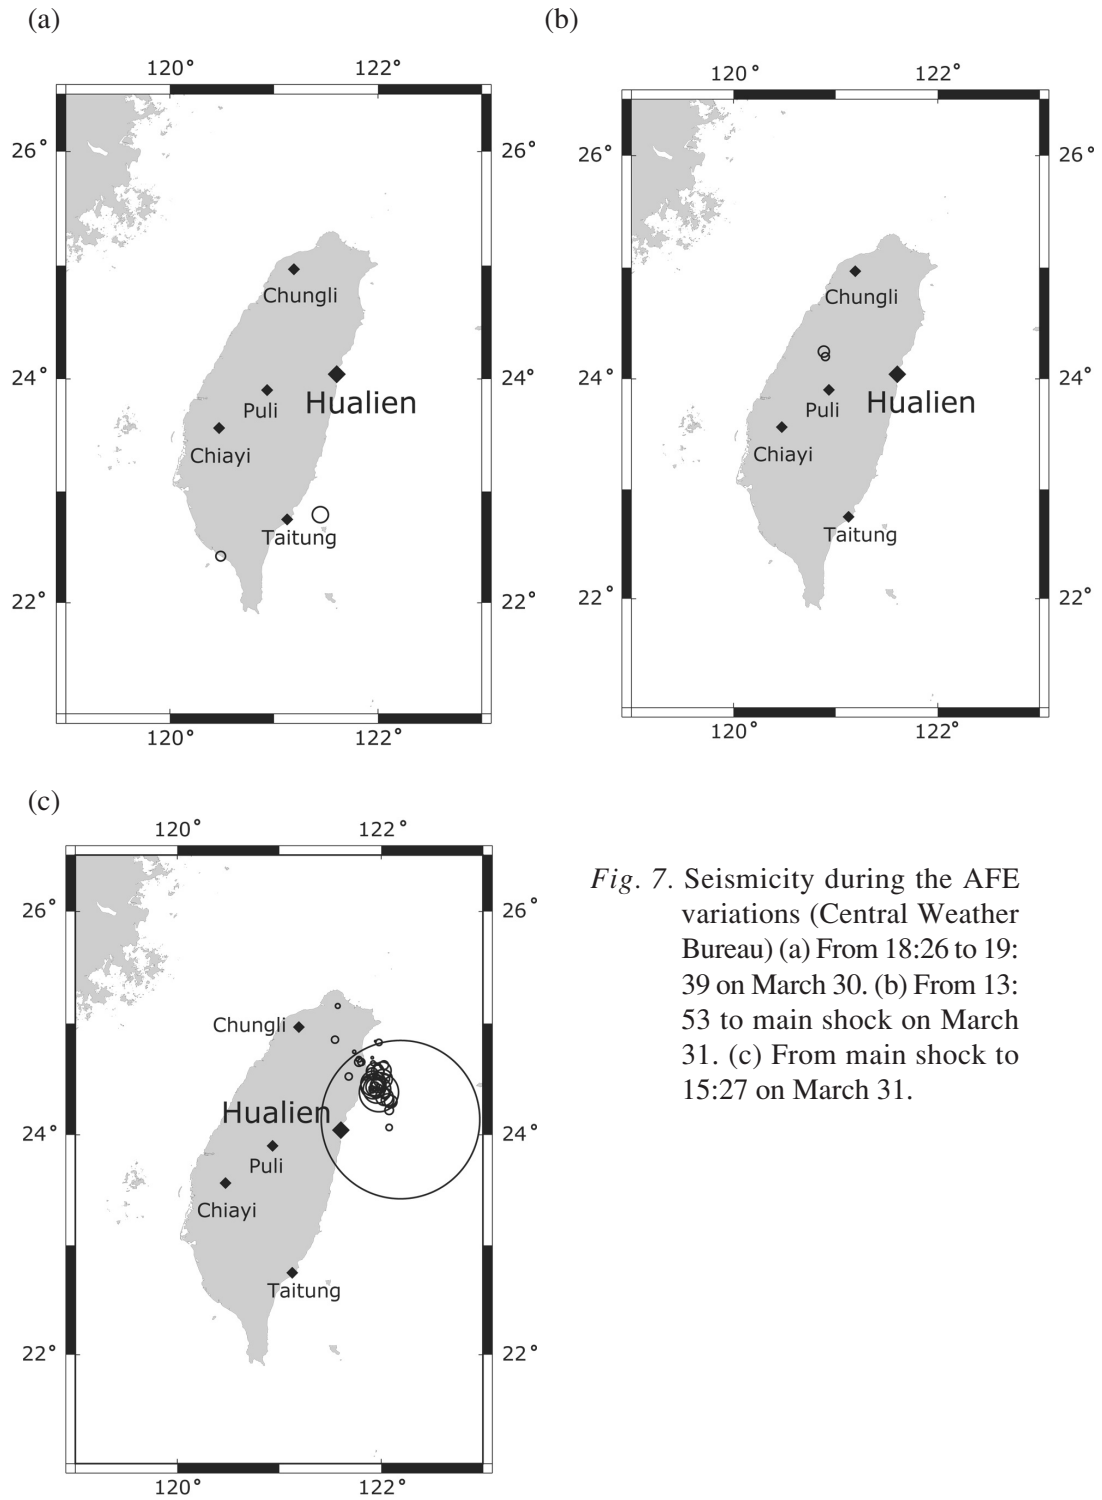 (a)
120° 122°
26° 26°
Chungli
24° 24°
Hualien
Puli
Chiayi
Taitung
22° 22°
120° 122°
(b)
120° 122°
26° 26°
Chungli
24° 24°
Hualien
Puli
Chiayi
Taitung
22° 22°
120° 122°
(c)
120° 122°
26° 26°
Chungli
Hualien
24° 24°
Puli
Chiayi
Taitung
22° 22°
120° 122°
Fig. 7. Seismicity during the AFE
variations (Central Weather
Bureau) (a) From 18:26 to 19:
39 on March 30. (b) From 13:
53 to main shock on March
31. (c) From main shock to
15:27 on March 31.